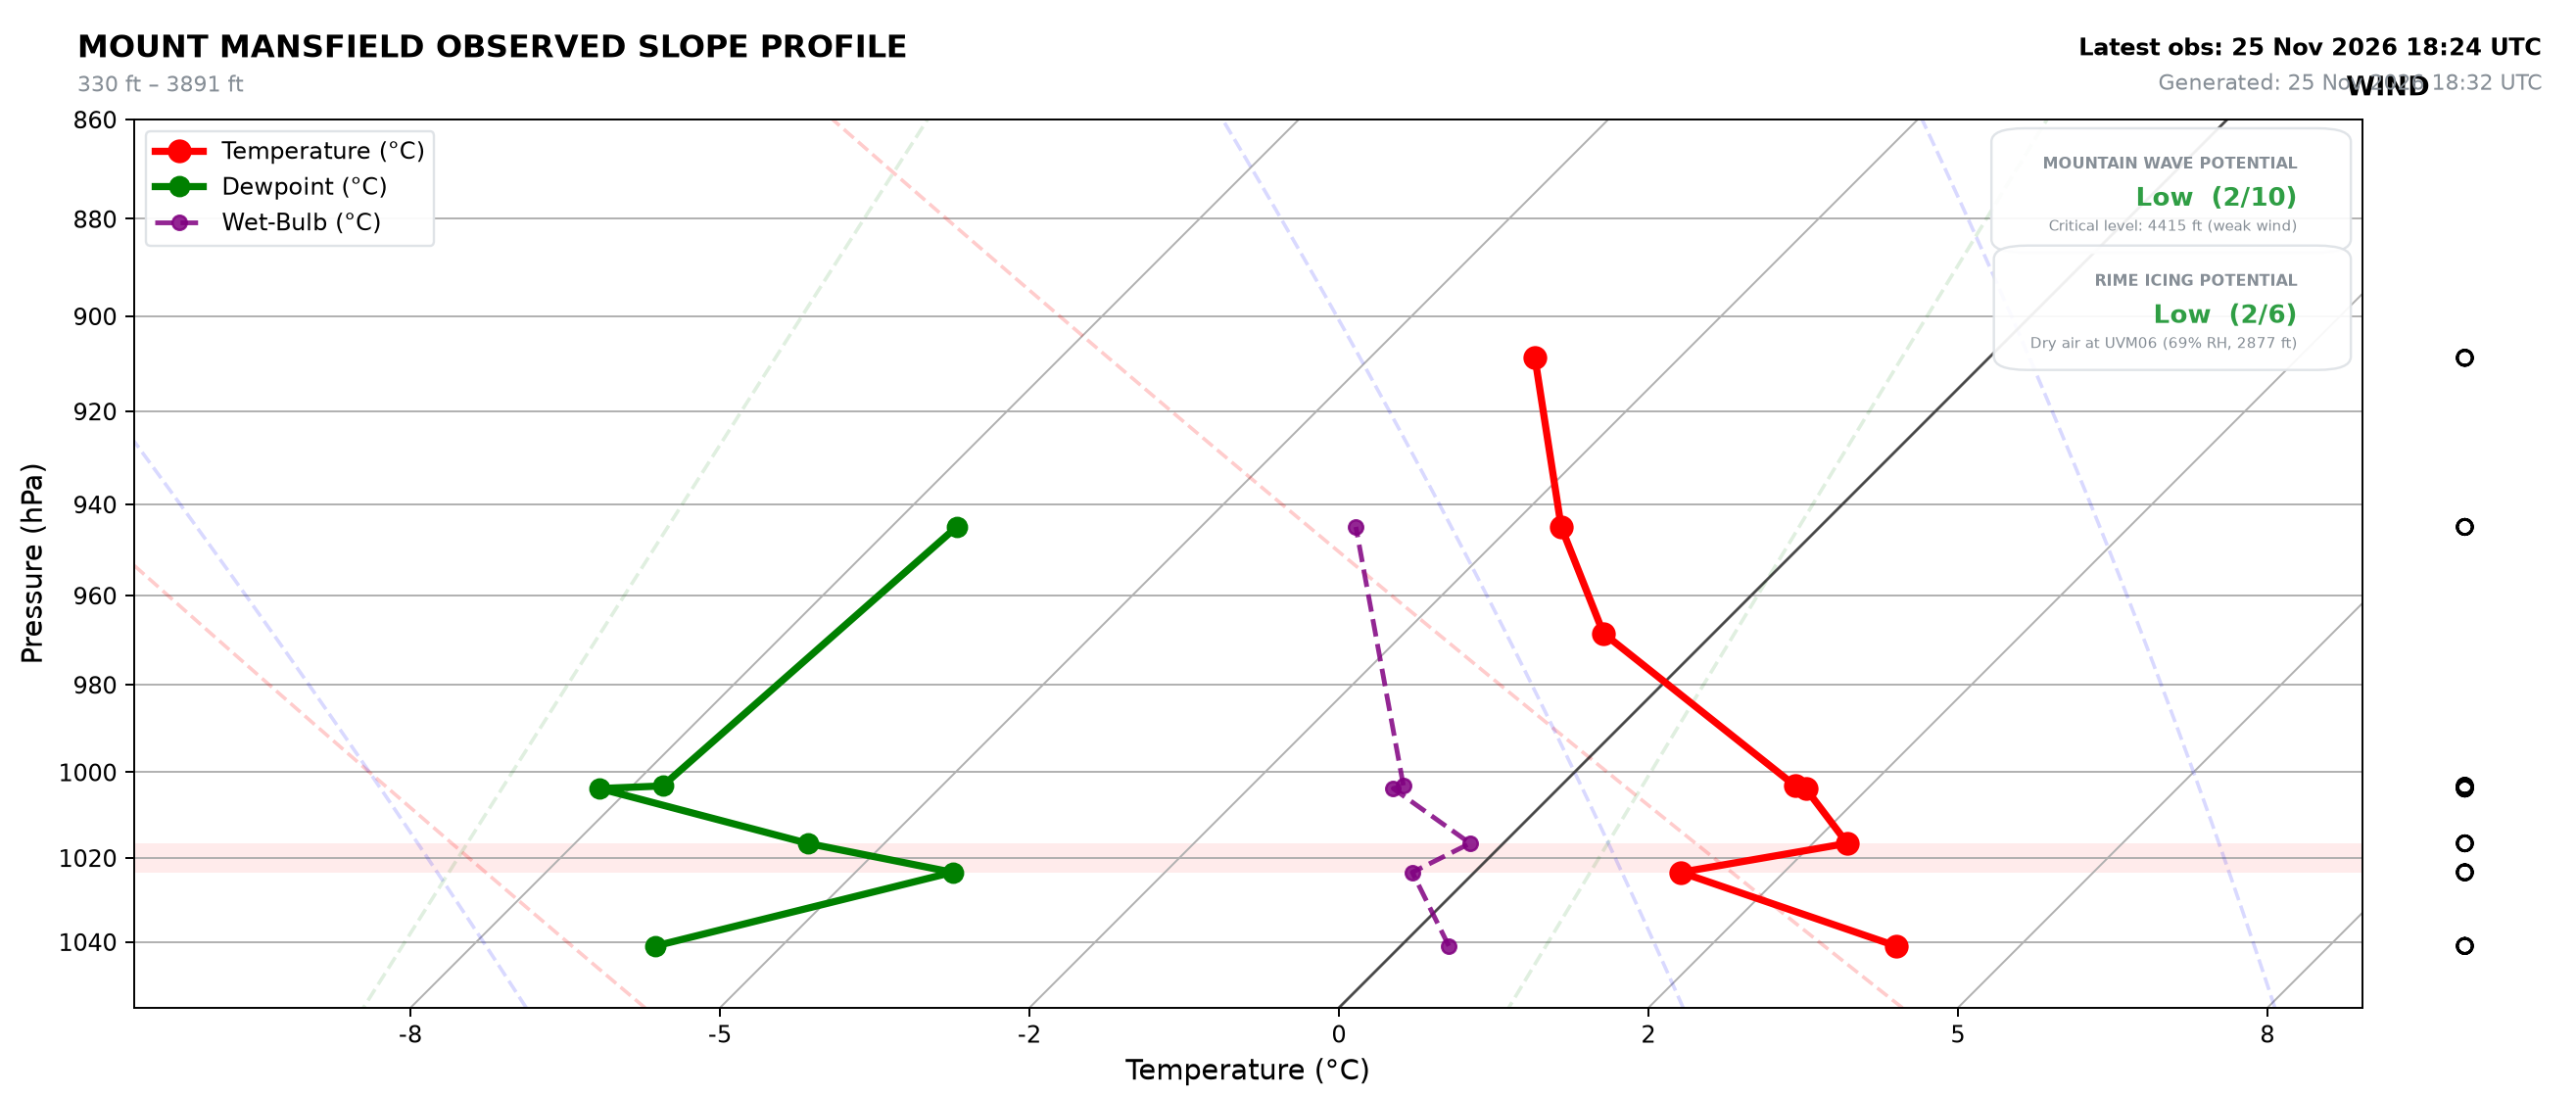 MOUNT MANSFIELD OBSERVED SLOPE PROFILE
330 ft – 3891 ft
Latest obs: 25 Nov 2026 18:24 UTC
Generated: 25 Nov 2026 18:32 UTC
WIND
Temperature (°C)
Dewpoint (°C)
Wet-Bulb (°C)
MOUNTAIN WAVE POTENTIAL
Low (2/10)
Critical level: 4415 ft (weak wind)
RIME ICING POTENTIAL
Low (2/6)
Dry air at UVM06 (69% RH, 2877 ft)
Pressure (hPa)
860
880
900
920
940
960
980
1000
1020
1040
-8
-5
-2
0
2
5
8
Temperature (°C)